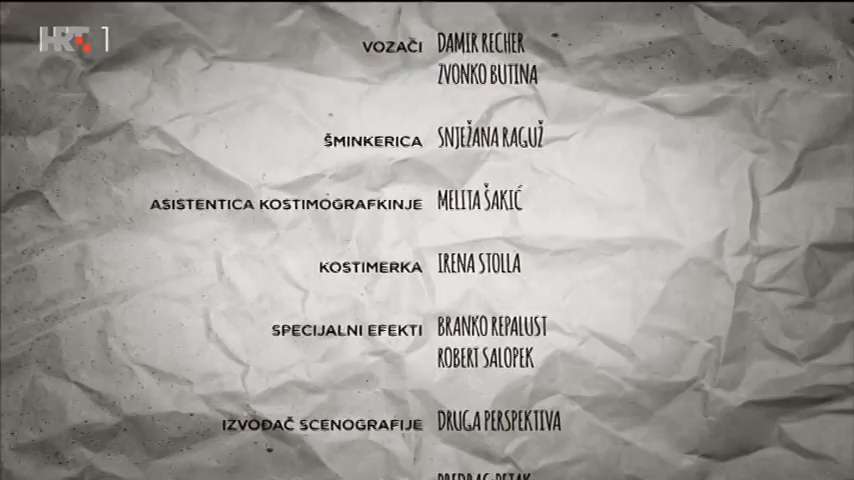 HRT 1
VOZAČI DAMIR RECHER
ZVONKO BUTINA
ŠMINKERICA SNJEŽANA RAGUŽ
ASISTENTICA KOSTIMOGRAFKINJE MELITA ŠAKIĆ
KOSTIMERKA IRENA STOLLA
SPECIJALNI EFEKTI BRANKO REPALUST
ROBERT SALOPEK
IZVOĐAČ SCENOGRAFIJE DRUGA PERSPEKTIVA